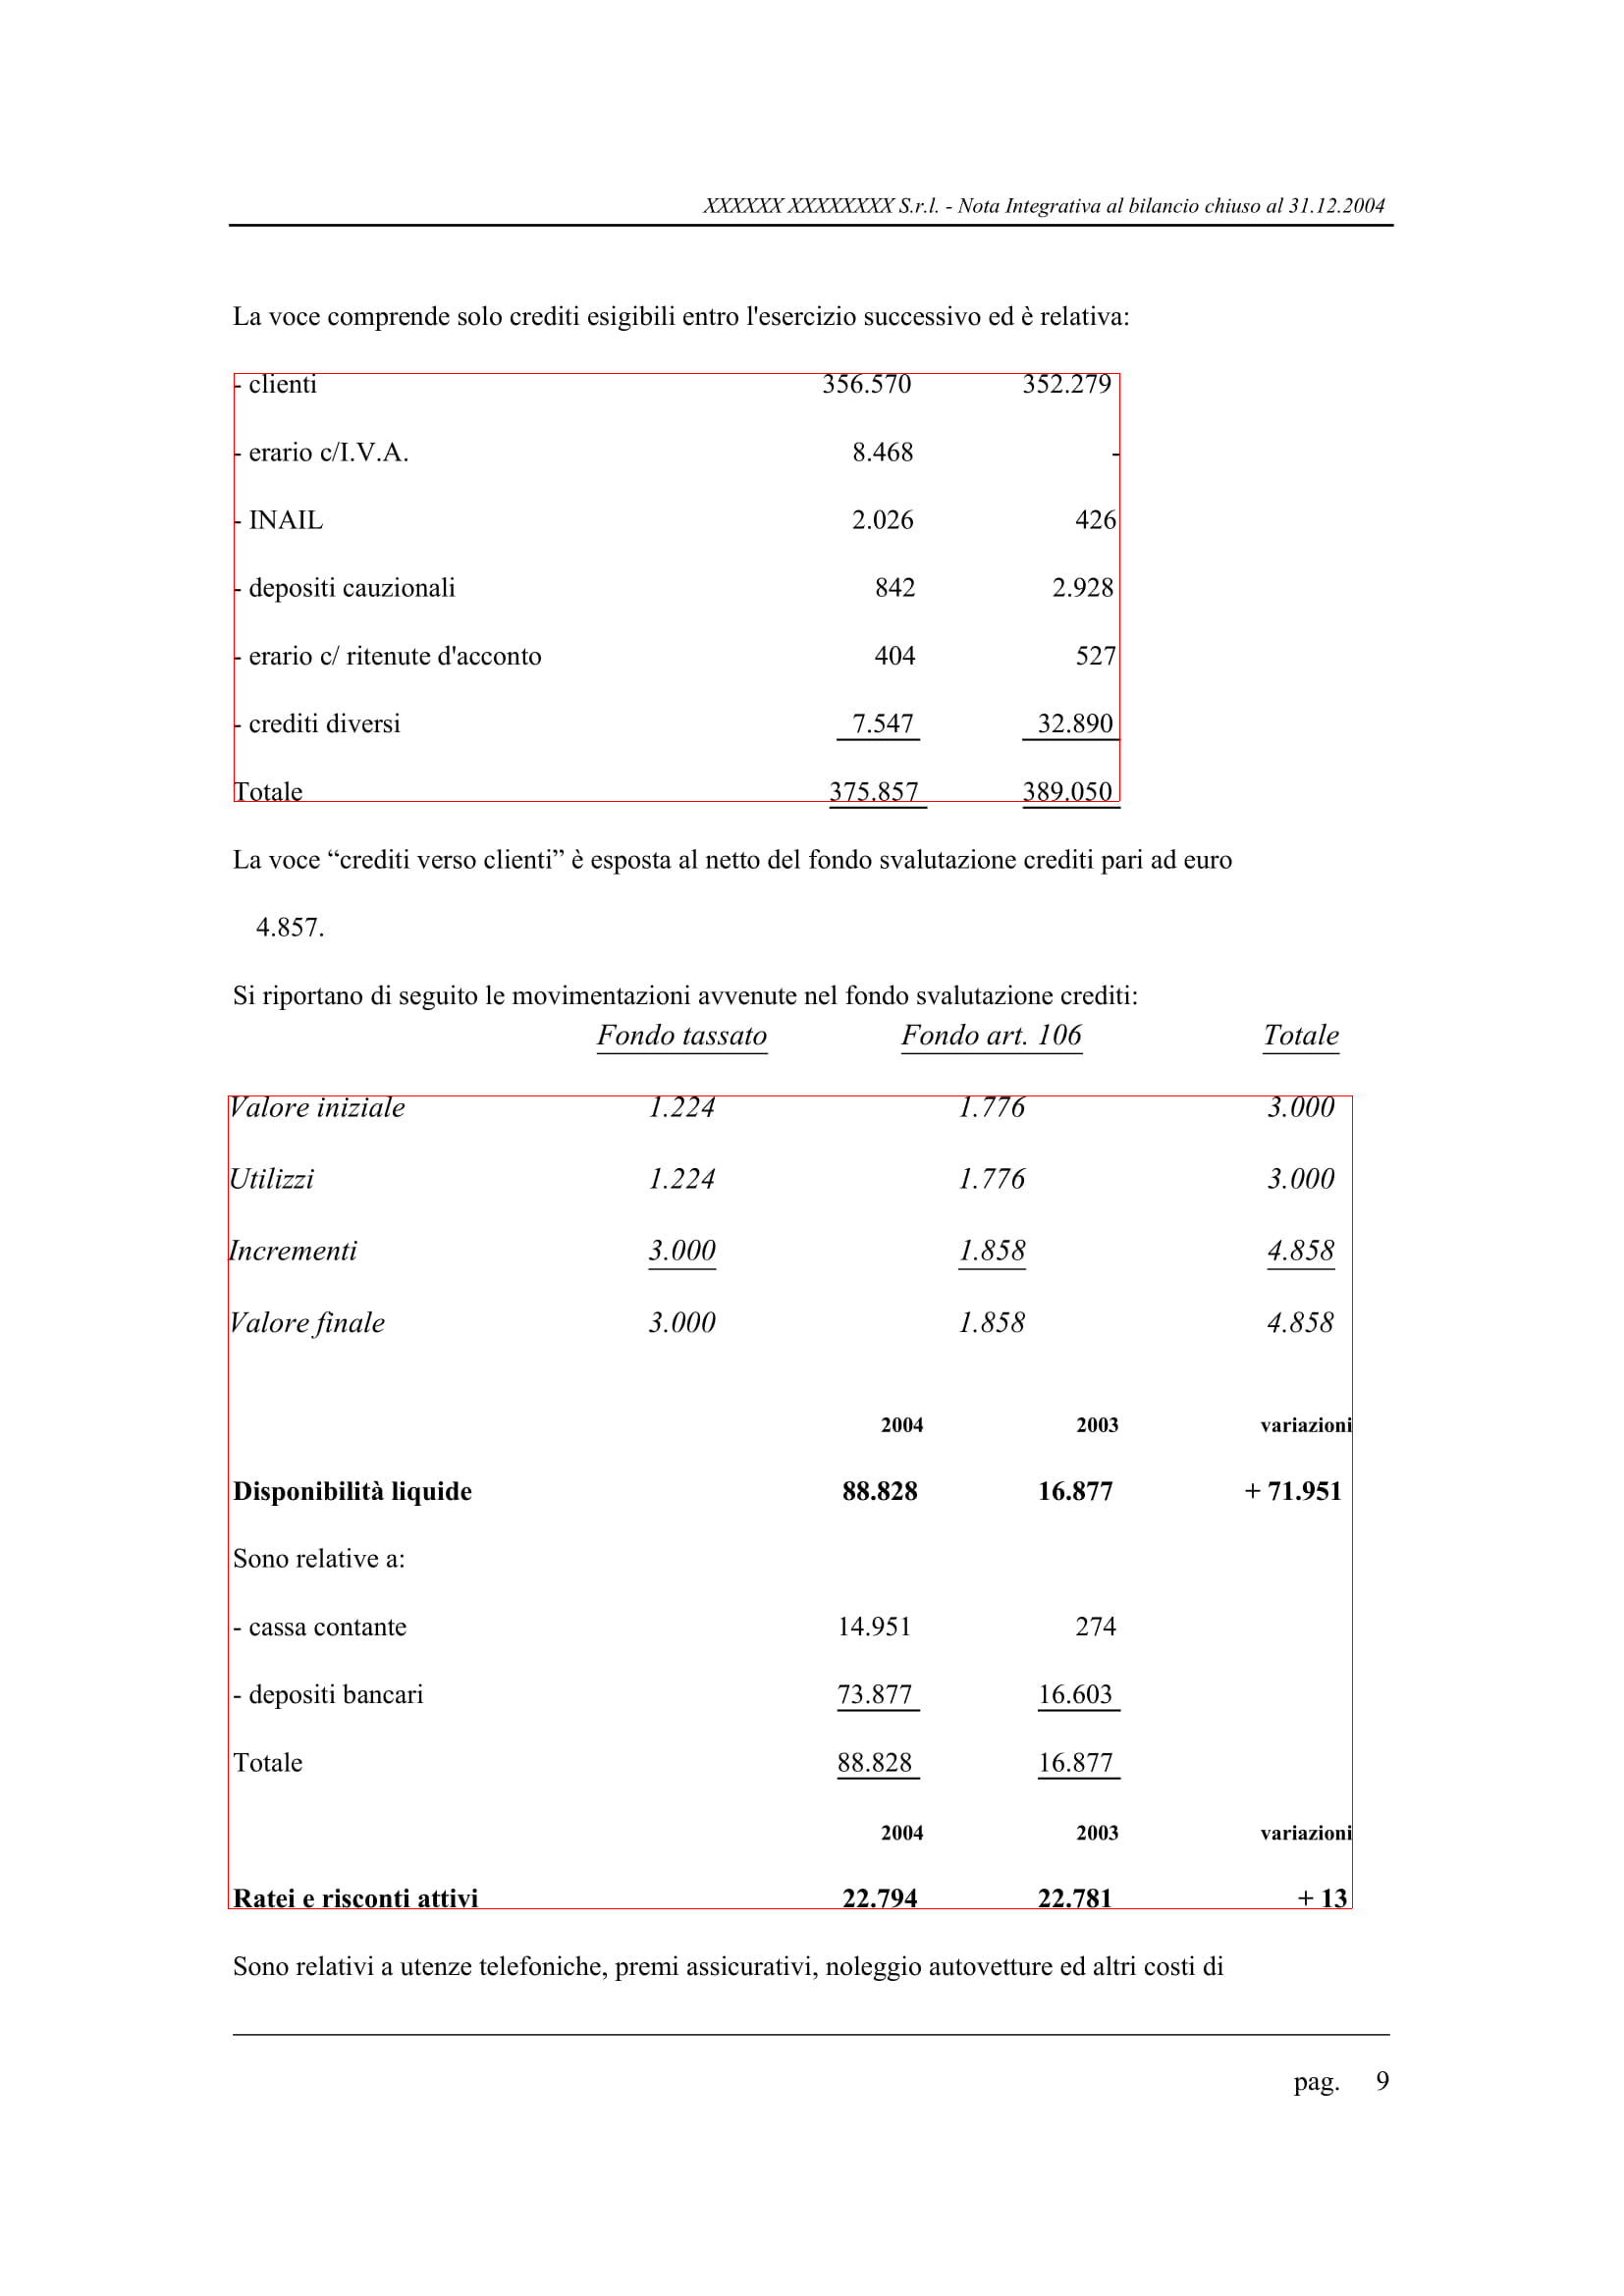 XXXXXX XXXXXXXX S.r.l. - Nota Integrativa al bilancio chiuso al 31.12.2004
La voce comprende solo crediti esigibili entro l'esercizio successivo ed è relativa:
- clienti 356.570 352.279
- erario c/I.V.A. 8.468 -
- INAIL 2.026 426
- depositi cauzionali 842 2.928
- erario c/ ritenute d'acconto 404 527
- crediti diversi 7.547 32.890
Totale 375.857 389.050
La voce “crediti verso clienti” è esposta al netto del fondo svalutazione crediti pari ad euro
4.857.
Si riportano di seguito le movimentazioni avvenute nel fondo svalutazione crediti:
Fondo tassato Fondo art. 106 Totale
Valore iniziale 1.224 1.776 3.000
Utilizzi 1.224 1.776 3.000
Incrementi 3.000 1.858 4.858
Valore finale 3.000 1.858 4.858
2004 2003 variazioni
Disponibilità liquide 88.828 16.877 + 71.951
Sono relative a:
- cassa contante 14.951 274
- depositi bancari 73.877 16.603
Totale 88.828 16.877
2004 2003 variazioni
Ratei e risconti attivi 22.794 22.781 + 13
Sono relativi a utenze telefoniche, premi assicurativi, noleggio autovetture ed altri costi di
pag. 9